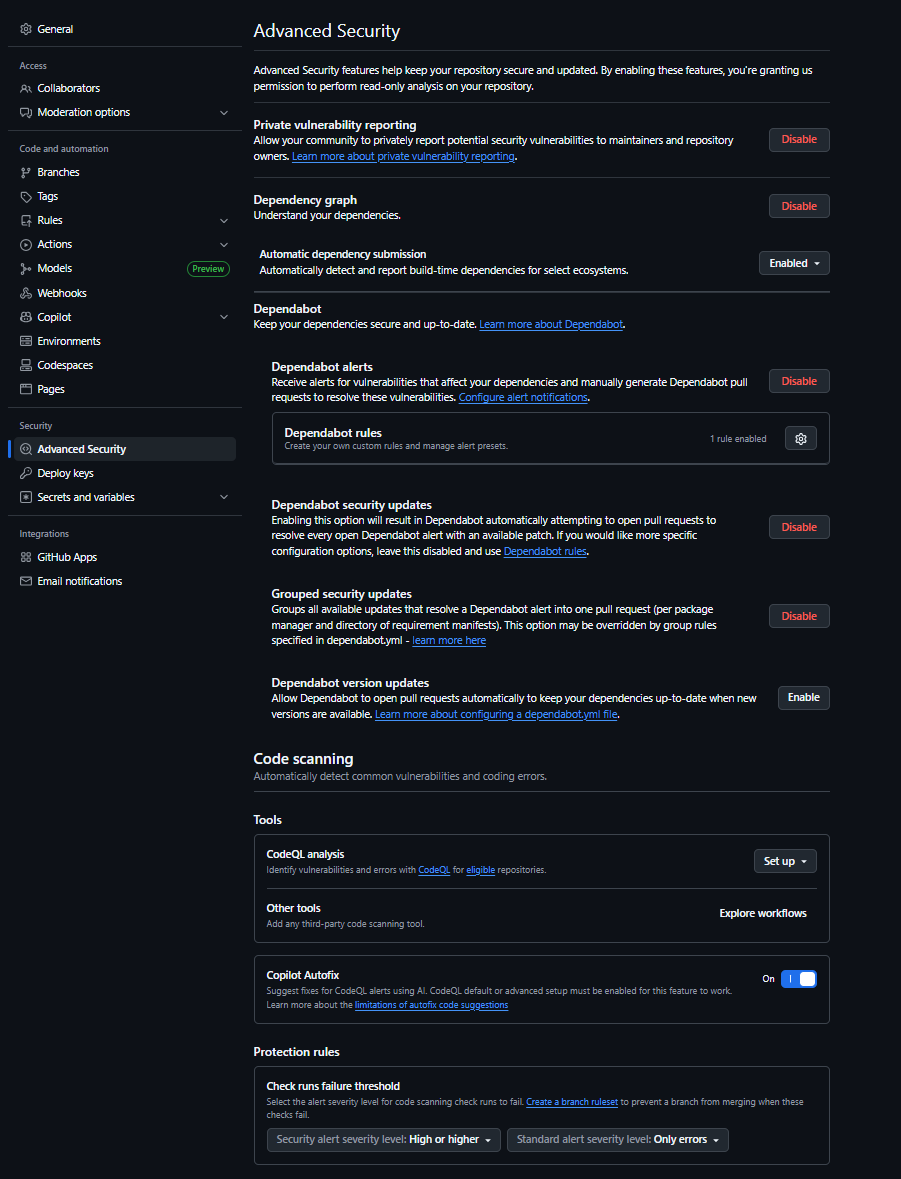 General
Access
Collaborators
Moderation options
Code and automation
Branches
Tags
Rules
Actions
Models Preview
Webhooks
Copilot
Environments
Codespaces
Pages
Security
Advanced Security
Deploy keys
Secrets and variables
Integrations
GitHub Apps
Email notifications
Advanced Security
Advanced Security features help keep your repository secure and updated. By enabling these features, you're granting us
permission to perform read-only analysis on your repository.
Private vulnerability reporting
Allow your community to privately report potential security vulnerabilities to maintainers and repository
owners. Learn more about private vulnerability reporting.
Disable
Dependency graph
Understand your dependencies.
Disable
Automatic dependency submission
Automatically detect and report build-time dependencies for select ecosystems.
Enabled
Dependabot
Keep your dependencies secure and up-to-date. Learn more about Dependabot.
Dependabot alerts
Receive alerts for vulnerabilities that affect your dependencies and manually generate Dependabot pull
requests to resolve these vulnerabilities. Configure alert notifications.
Disable
Dependabot rules
Create your own custom rules and manage alert presets.
1 rule enabled
Dependabot security updates
Enabling this option will result in Dependabot automatically attempting to open pull requests to
resolve every open Dependabot alert with an available patch. If you would like more specific
configuration options, leave this disabled and use Dependabot rules.
Disable
Grouped security updates
Groups all available updates that resolve a Dependabot alert into one pull request (per package
manager and directory of requirement manifests). This option may be overridden by group rules
specified in dependabot.yml - learn more here
Disable
Dependabot version updates
Allow Dependabot to open pull requests automatically to keep your dependencies up-to-date when new
versions are available. Learn more about configuring a dependabot.yml file.
Enable
Code scanning
Automatically detect common vulnerabilities and coding errors.
Tools
CodeQL analysis
Identify vulnerabilities and errors with CodeQL for eligible repositories.
Set up
Other tools
Add any third-party code scanning tool.
Explore workflows
Copilot Autofix
Suggest fixes for CodeQL alerts using AI. CodeQL default or advanced setup must be enabled for this feature to work.
Learn more about the limitations of autofix code suggestions
On
Protection rules
Check runs failure threshold
Select the alert severity level for code scanning check runs to fail. Create a branch ruleset to prevent a branch from merging when these
checks fail.
Security alert severity level: High or higher
Standard alert severity level: Only errors